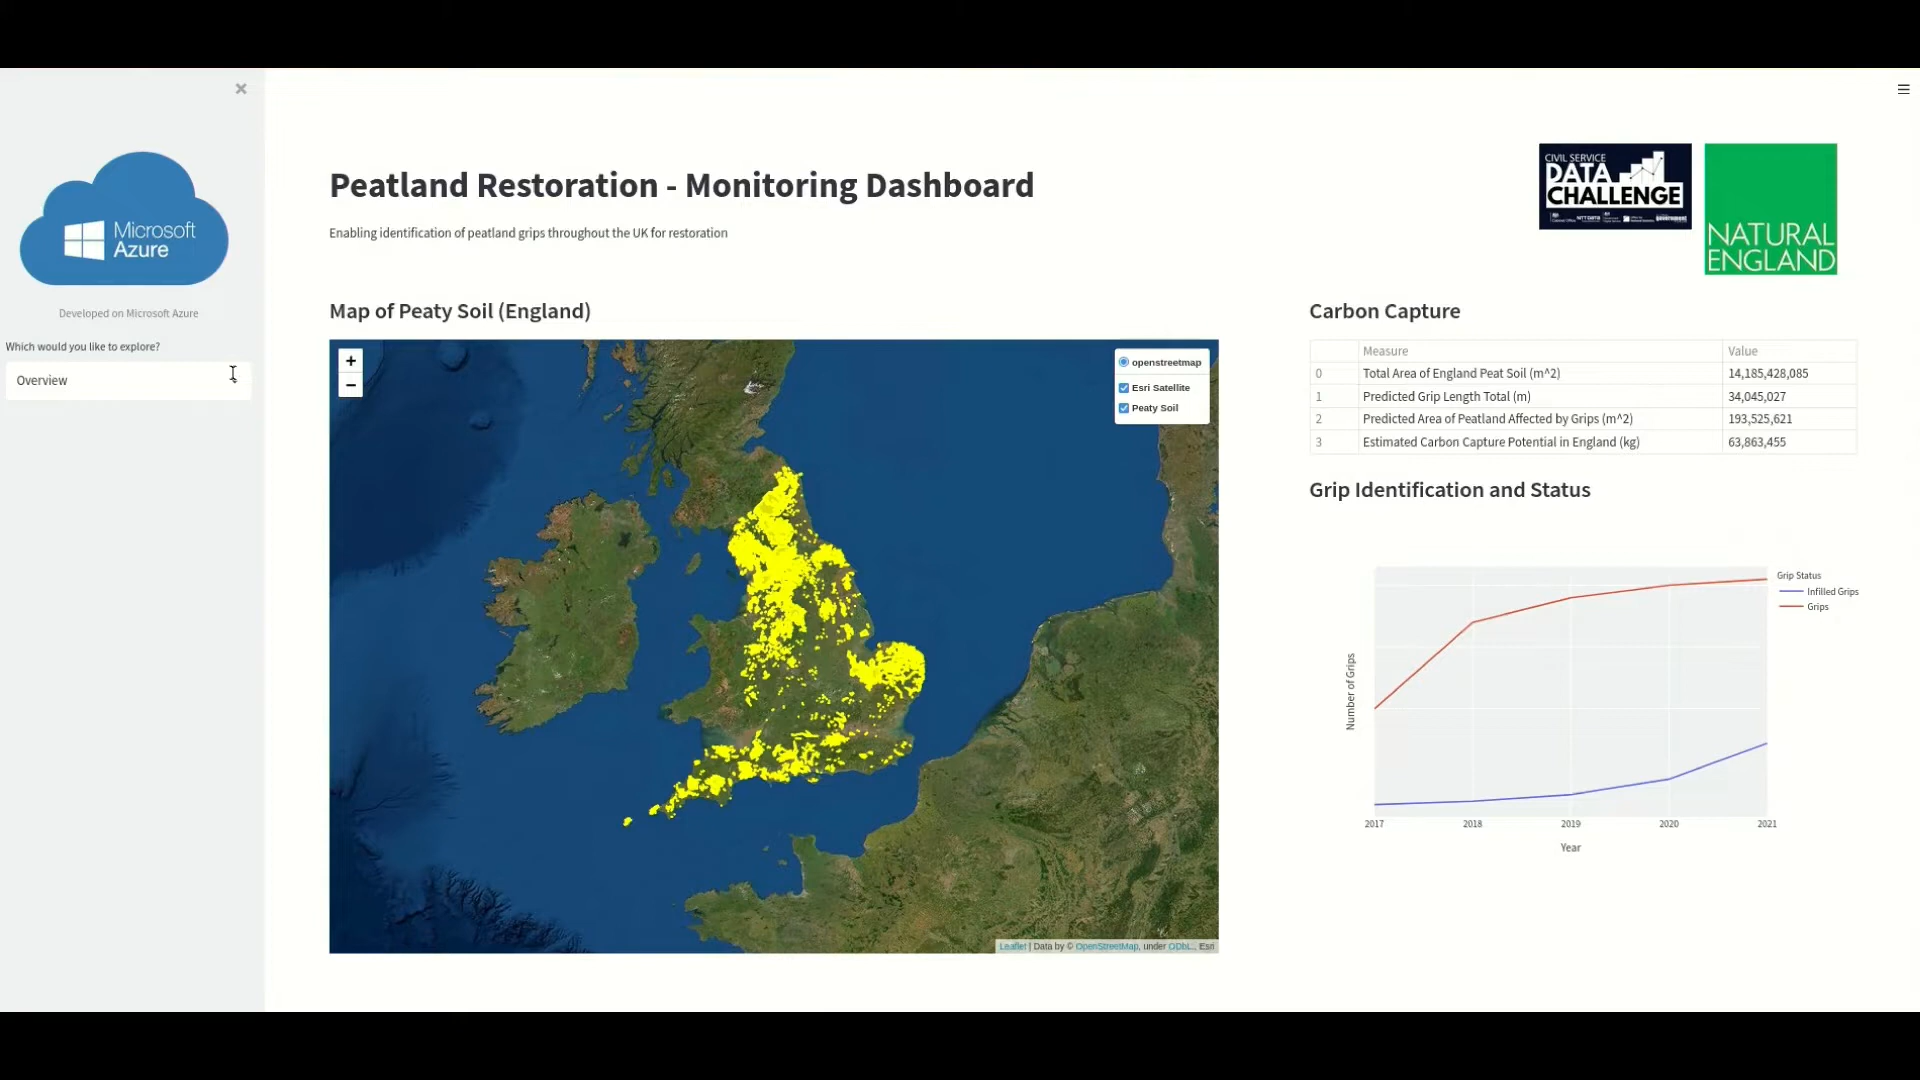 ×
Microsoft
Azure
Developed on Microsoft Azure
Which would you like to explore?
Overview
Peatland Restoration - Monitoring Dashboard
Enabling identification of peatland grips throughout the UK for restoration
CIVIL SERVICE
DATA
CHALLENGE
NATURAL
ENGLAND
Map of Peaty Soil (England)
+
−
openstreetmap
Esri Satellite
Peaty Soil
Leaflet | Data by © OpenStreetMap, under ODbL., Esri
Carbon Capture
Measure Value
0 Total Area of England Peat Soil (m^2) 14,185,428,085
1 Predicted Grip Length Total (m) 34,045,027
2 Predicted Area of Peatland Affected by Grips (m^2) 193,525,621
3 Estimated Carbon Capture Potential in England (kg) 63,863,455
Grip Identification and Status
Grip Status
Infilled Grips
Grips
Number of Grips
2017 2018 2019 2020 2021
Year